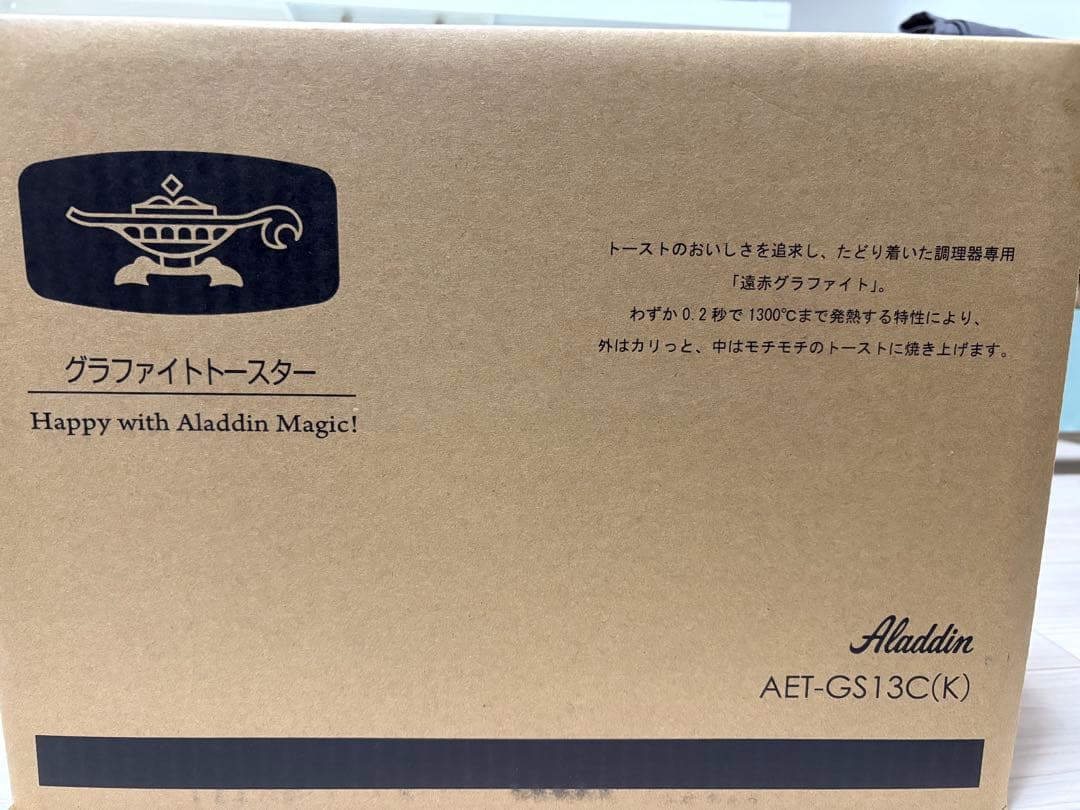 グラファイトトースター
Happy with Aladdin Magic!
トーストのおいしさを追求し、たどり着いた調理器専用
「遠赤グラファイト」。
わずか0.2秒で1300℃まで発熱する特性により、
外はカリっと、中はモチモチのトーストに焼き上げます。
Aladdin
AET-GS13C(K)